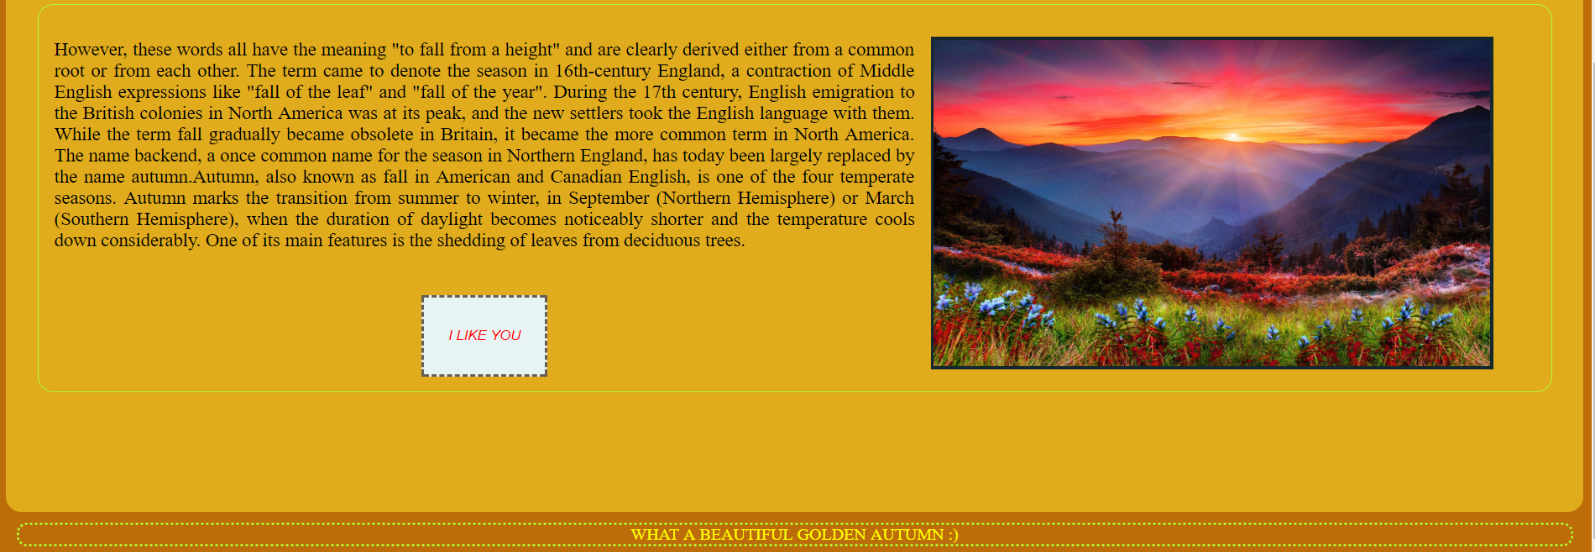 However, these words all have the meaning "to fall from a height" and are clearly derived either from a common
root or from each other. The term came to denote the season in 16th-century England, a contraction of Middle
English expressions like "fall of the leaf" and "fall of the year". During the 17th century, English emigration to
the British colonies in North America was at its peak, and the new settlers took the English language with them.
While the term fall gradually became obsolete in Britain, it became the more common term in North America.
The name backend, a once common name for the season in Northern England, has today been largely replaced by
the name autumn.Autumn, also known as fall in American and Canadian English, is one of the four temperate
seasons. Autumn marks the transition from summer to winter, in September (Northern Hemisphere) or March
(Southern Hemisphere), when the duration of daylight becomes noticeably shorter and the temperature cools
down considerably. One of its main features is the shedding of leaves from deciduous trees.
I LIKE YOU
WHAT A BEAUTIFUL GOLDEN AUTUMN :)